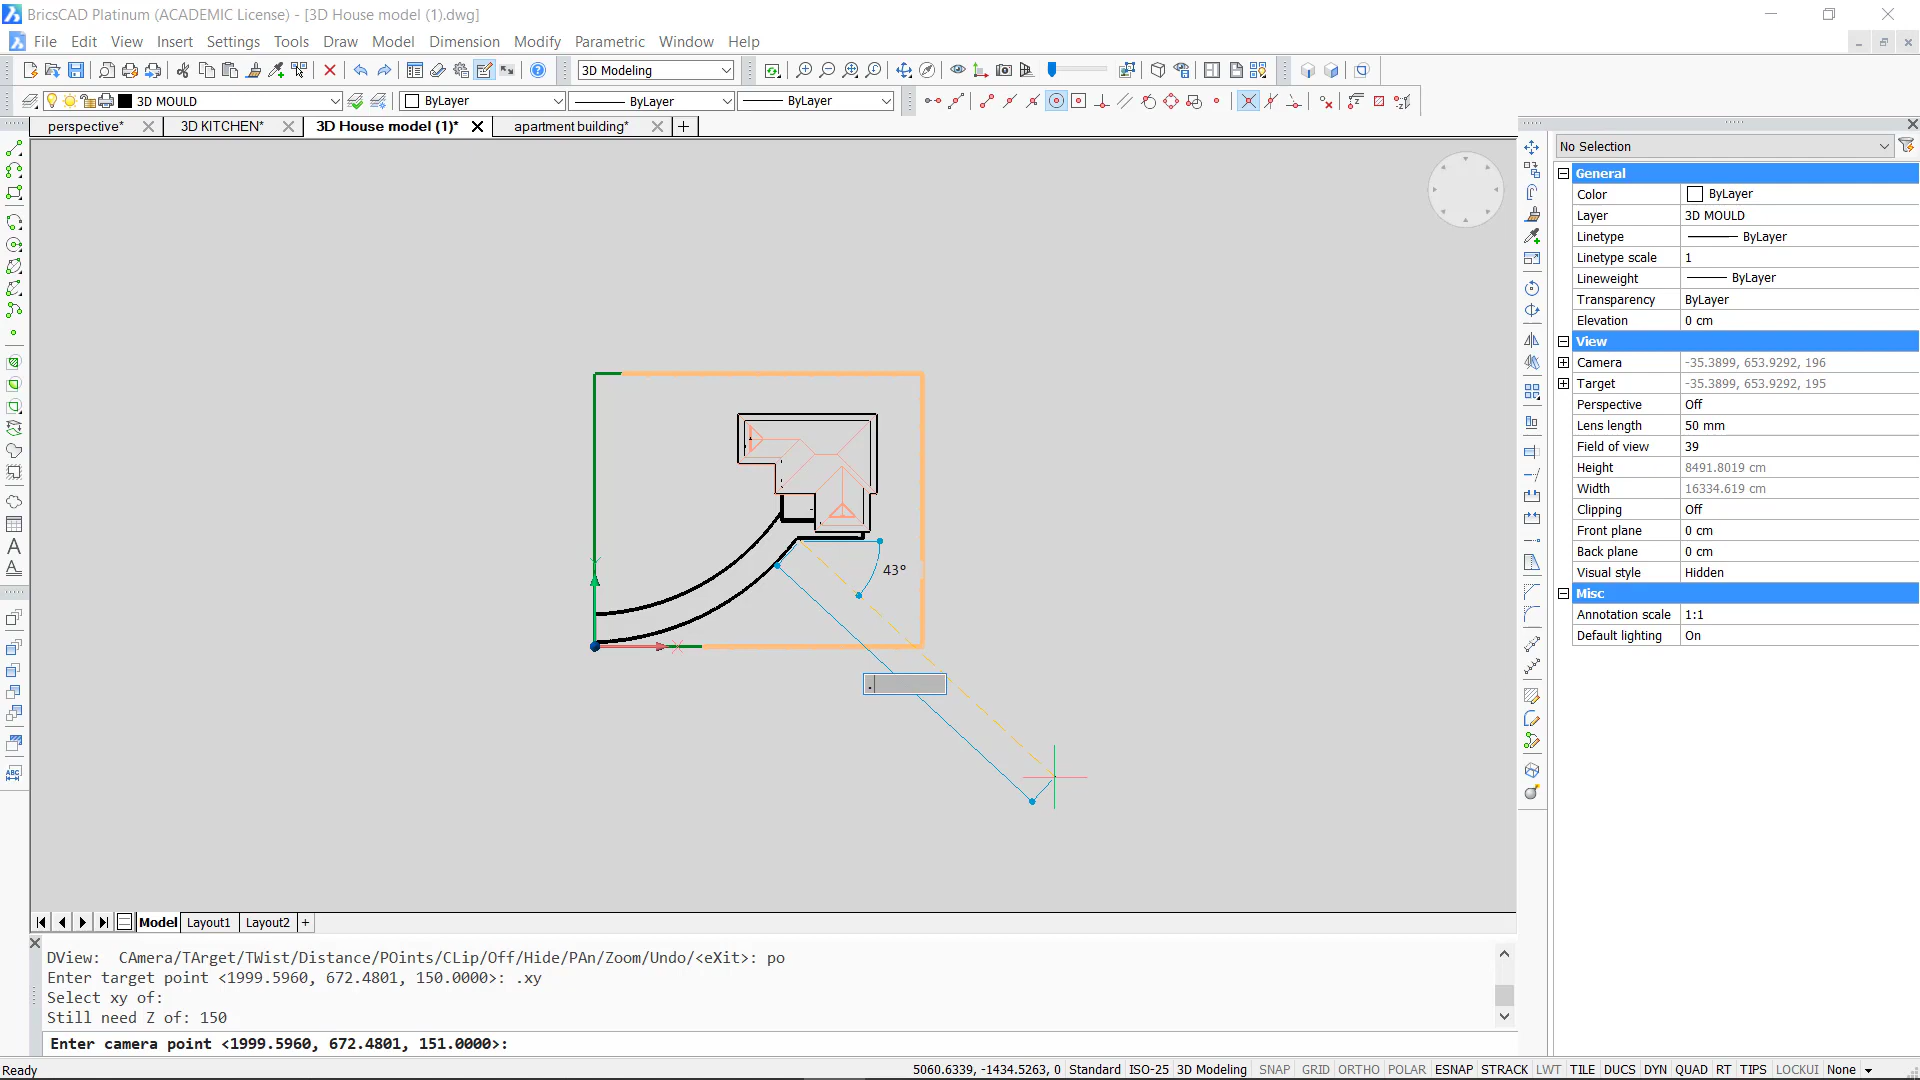 BricsCAD Platinum (ACADEMIC License) - [3D House model (1).dwg]
File Edit View Insert Settings Tools Draw Model Dimension Modify Parametric Window Help
3D Modeling
3D MOULD ByLayer ByLayer ByLayer
perspective* 3D KITCHEN* 3D House model (1)* apartment building*
No Selection
General
Color ByLayer
Layer 3D MOULD
Linetype ByLayer
Linetype scale 1
Lineweight ByLayer
Transparency ByLayer
Elevation 0 cm
View
Camera -35.3899, 653.9292, 196
Target -35.3899, 653.9292, 195
Perspective Off
Lens length 50 mm
Field of view 39
Height 8491.8019 cm
Width 16334.619 cm
Clipping Off
Front plane 0 cm
Back plane 0 cm
Visual style Hidden
Misc
Annotation scale 1:1
Default lighting On
43°
.
A
A
ABC
Model Layout1 Layout2 +
DView: CAmera/TArget/TWist/Distance/POints/CLip/Off/Hide/PAn/Zoom/Undo/<eXit>: po
Enter target point <1999.5960, 672.4801, 150.0000>: .xy
Select xy of:
Still need Z of: 150
Enter camera point <1999.5960, 672.4801, 151.0000>:
Ready 5060.6339, -1434.5263, 0 Standard ISO-25 3D Modeling SNAP GRID ORTHO POLAR ESNAP STRACK LWT TILE DUCS DYN QUAD RT TIPS LOCKUI None